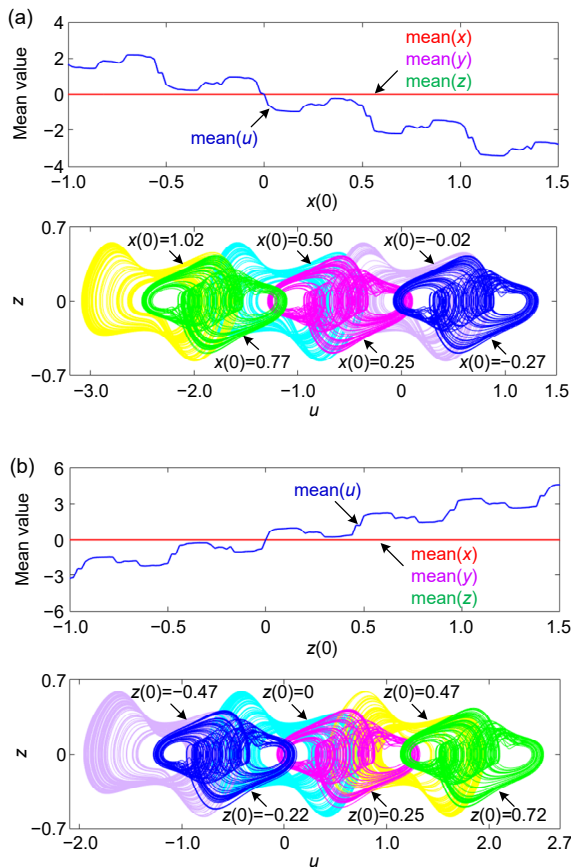 (a)
4
2
0
−2
−4
Mean value
mean(x)
mean(y)
mean(z)
mean(u)
−1.0 −0.5 0 0.5 1.0 1.5
x(0)
0.7
0
−0.7
z
x(0)=1.02 x(0)=0.50 x(0)=−0.02
x(0)=0.77 x(0)=0.25 x(0)=−0.27
−3.0 −2.0 −1.0 0 1.0 1.5
u
(b)
6
3
0
−3
−6
Mean value
mean(u)
mean(x)
mean(y)
mean(z)
−1.0 −0.5 0 0.5 1.0 1.5
z(0)
0.7
0
−0.7
z
z(0)=−0.47 z(0)=0 z(0)=0.47
z(0)=−0.22 z(0)=0.25 z(0)=0.72
−2.0 −1.0 0 1.0 2.0 2.7
u